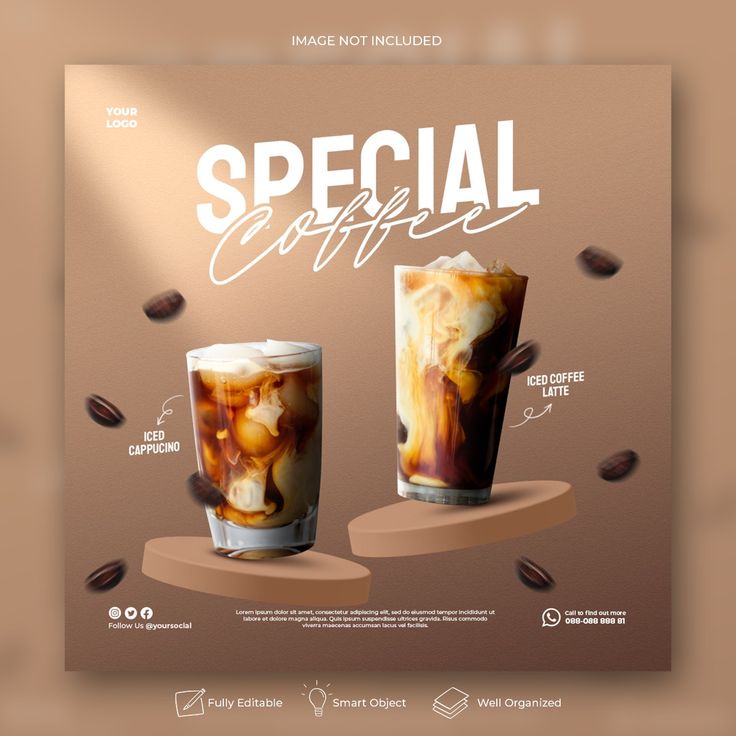 IMAGE NOT INCLUDED
YOUR
LOGO
SPECIAL
Coffee
ICED COFFEE
LATTE
ICED
CAPPUCINO
Follow Us @yoursocial
Lorem ipsum dolor sit amet, consectetur adipiscing elit, sed do eiusmod tempor incididunt ut
labore et dolore magna aliqua. Quis ipsum suspendisse ultrices gravida. Risus commodo
viverra maecenas accumsan lacus vel facilisis.
Call to find out more
088-088 888 81
Fully Editable
Smart Object
Well Organized